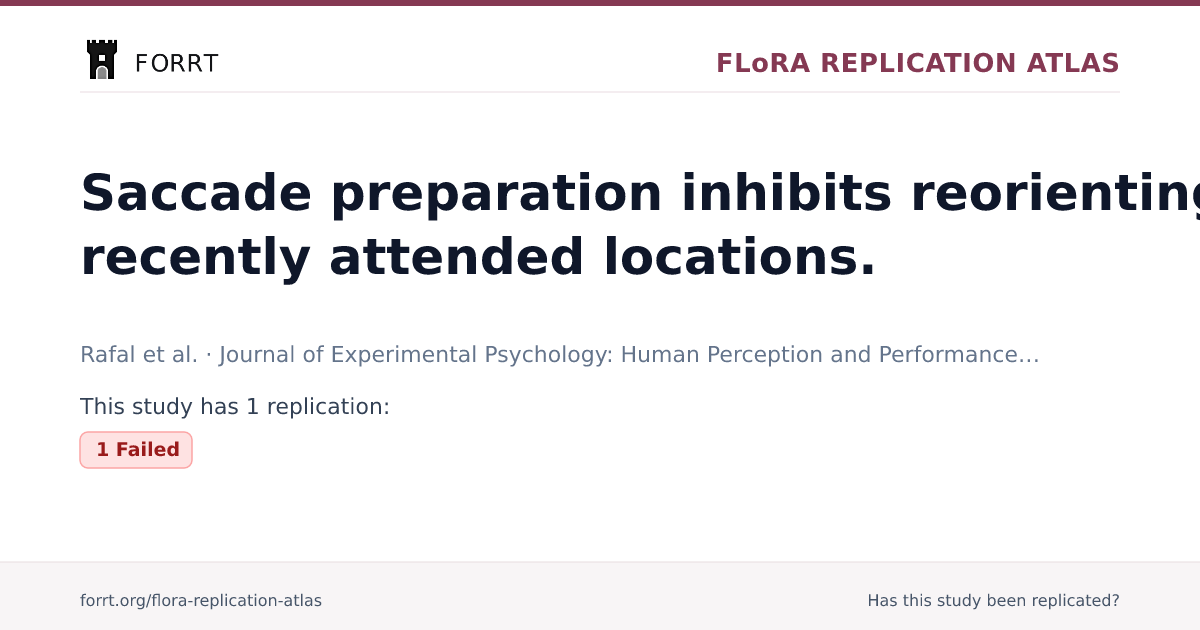 FORRT
FLoRA REPLICATION ATLAS
Saccade preparation inhibits reorienting
recently attended locations.
Rafal et al. · Journal of Experimental Psychology: Human Perception and Performance…
This study has 1 replication:
1 Failed
forrt.org/flora-replication-atlas
Has this study been replicated?